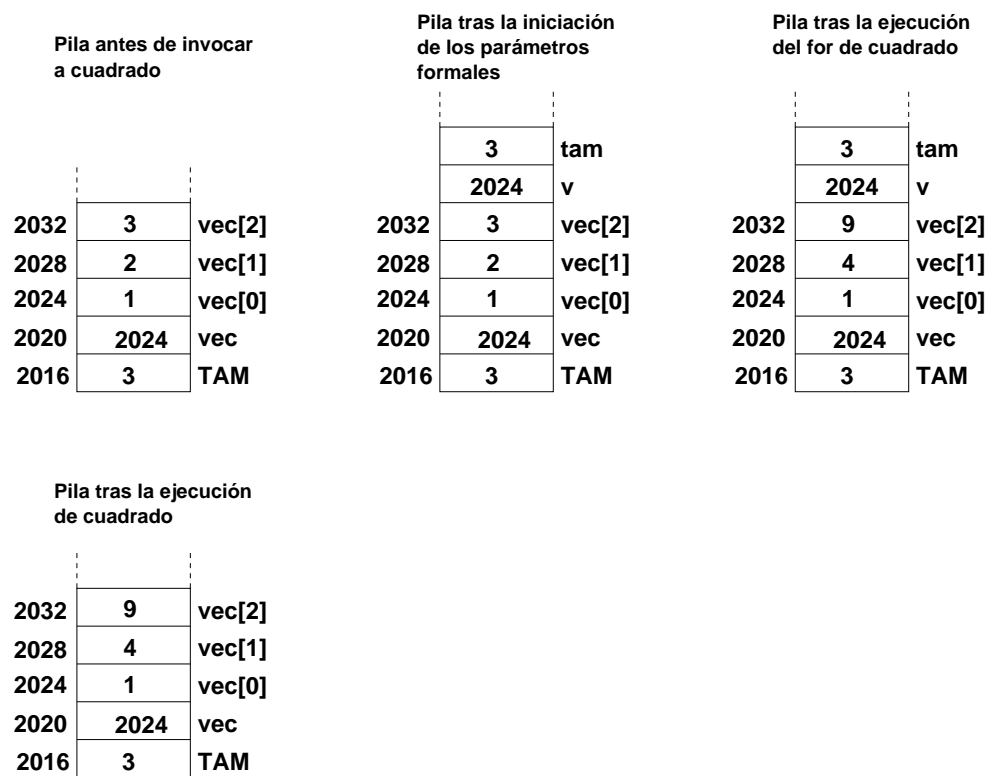 Pila antes de invocar
a cuadrado
2032 3 vec[2]
2028 2 vec[1]
2024 1 vec[0]
2020 2024 vec
2016 3 TAM
Pila tras la iniciación
de los parámetros
formales
3 tam
2024 v
2032 3 vec[2]
2028 2 vec[1]
2024 1 vec[0]
2020 2024 vec
2016 3 TAM
Pila tras la ejecución
del for de cuadrado
3 tam
2024 v
2032 9 vec[2]
2028 4 vec[1]
2024 1 vec[0]
2020 2024 vec
2016 3 TAM
Pila tras la ejecución
de cuadrado
2032 9 vec[2]
2028 4 vec[1]
2024 1 vec[0]
2020 2024 vec
2016 3 TAM